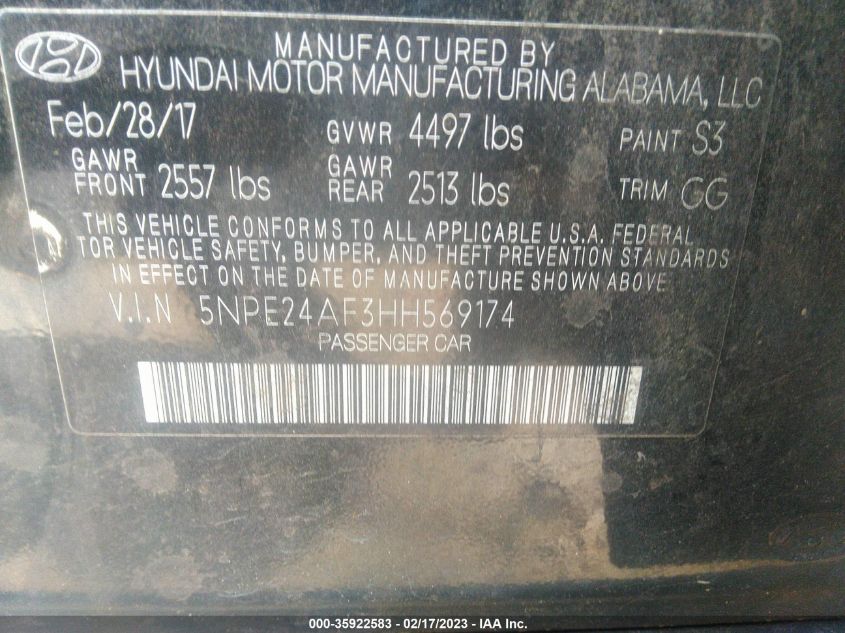 MANUFACTURED BY
HYUNDAI MOTOR MANUFACTURING ALABAMA, LLC
Feb/28/17 GVWR 4497 lbs PAINT S3
GAWR FRONT 2557 lbs GAWR REAR 2513 lbs TRIM GG
THIS VEHICLE CONFORMS TO ALL APPLICABLE U.S.A. FEDERAL
TOR VEHICLE SAFETY, BUMPER, AND THEFT PREVENTION STANDARDS
IN EFFECT ON THE DATE OF MANUFACTURE SHOWN ABOVE.
V.I.N 5NPE24AF3HH569174
PASSENGER CAR
000-35922583 - 02/17/2023 - IAA Inc.